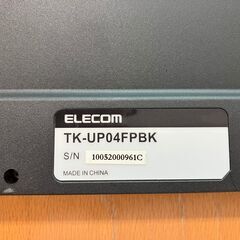 ELECOM
TK-UP04FPBK
S/N 10052000961C
MADE IN CHINA